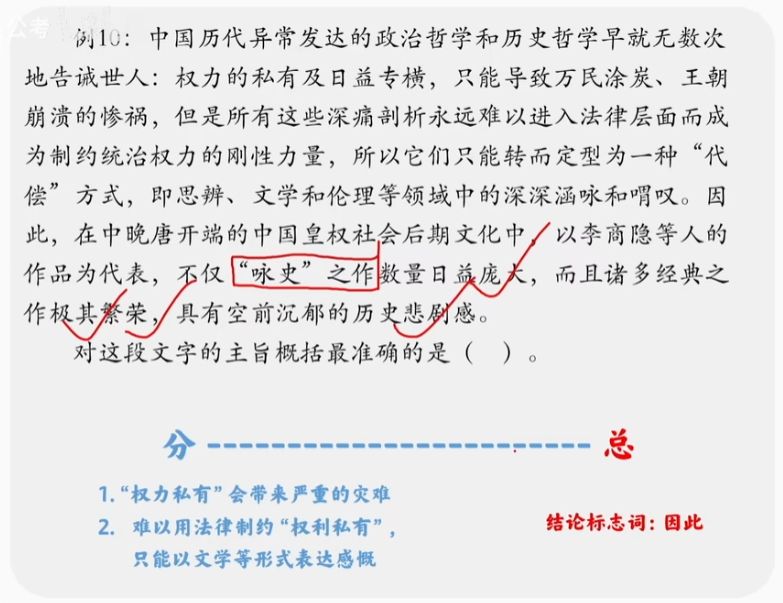 公考
例10：中国历代异常发达的政治哲学和历史哲学早就无数次
地告诫世人：权力的私有及日益专横，只能导致万民涂炭、王朝
崩溃的惨祸，但是所有这些深痛剖析永远难以进入法律层面而成
为制约统治权力的刚性力量，所以它们只能转而定型为一种“代
偿”方式，即思辨、文学和伦理等领域中的深深涵咏和喟叹。因
此，在中晚唐开端的中国皇权社会后期文化中，以李商隐等人的
作品为代表，不仅“咏史”之作数量日益庞大，而且诸多经典之
作极其繁荣，具有空前沉郁的历史悲剧感。
对这段文字的主旨概括最准确的是（ ）。
分 总
1.“权力私有”会带来严重的灾难
2. 难以用法律制约“权利私有”，
只能以文学等形式表达感慨
结论标志词：因此